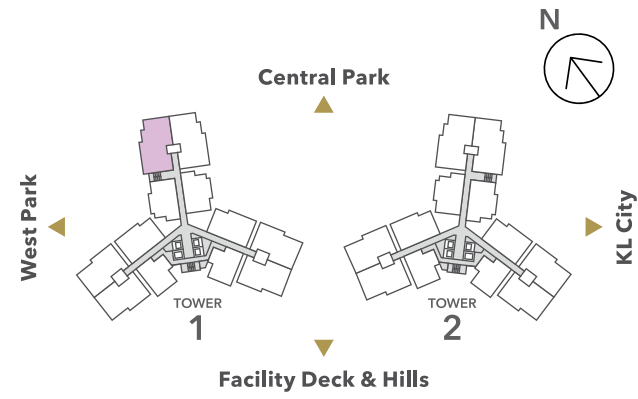 N
Central Park
West Park
KL City
TOWER
1
TOWER
2
Facility Deck & Hills